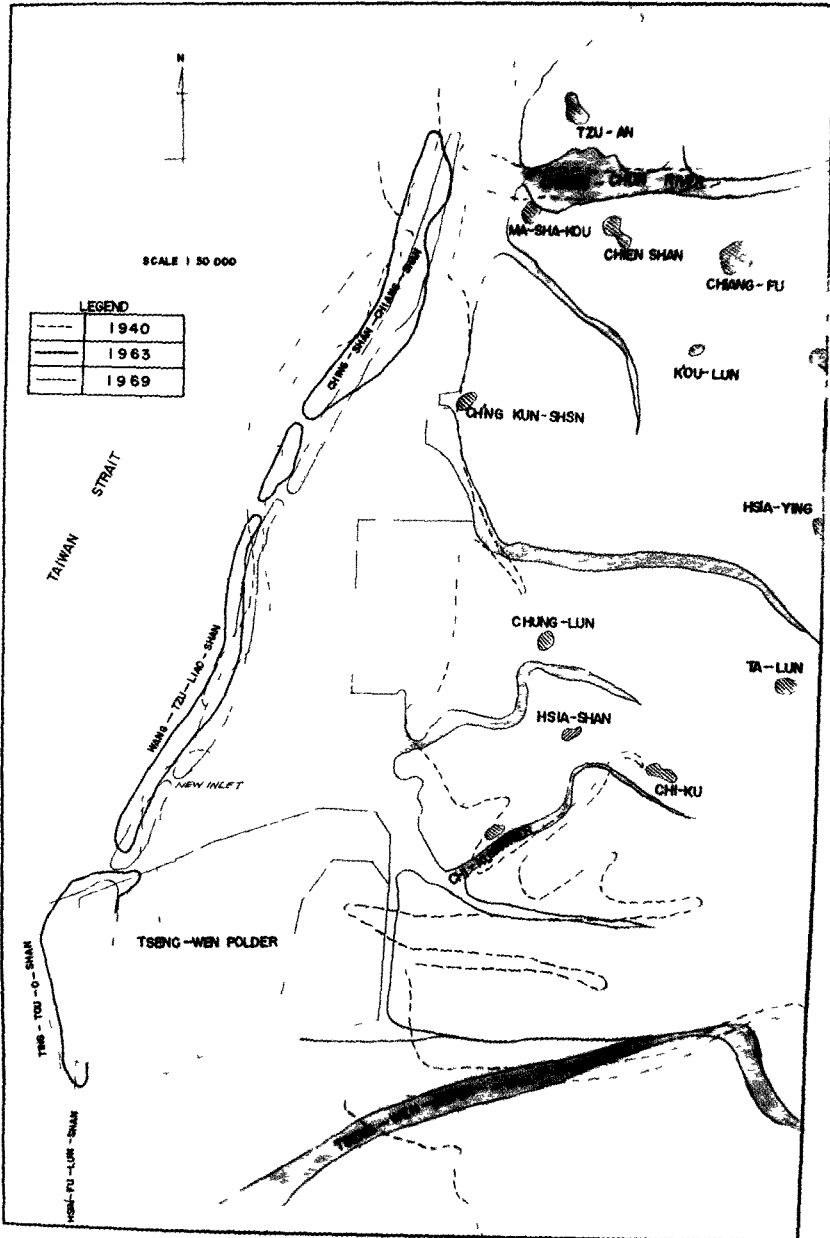 N
TZU-AN
CHUN
MA-SHA-KOU
CHIEN SHAN
CHIANG-FU
SCALE 1 50 000
LEGEND
1940
1963
1969
CHING-SHAN-CHIANG-SHAN
KOU-LUN
CHNG KUN-SHSN
TAIWAN STRAIT
HSIA-YING
CHUNG-LUN
TA-LUN
WANG-TZU-LIAO-SHAN
HSIA-SHAN
NEW INLET
CHI-KU
TSENG-WEN POLDER
TING-TOU-O-SHAN
HSIN-FU-LUN-SHAN